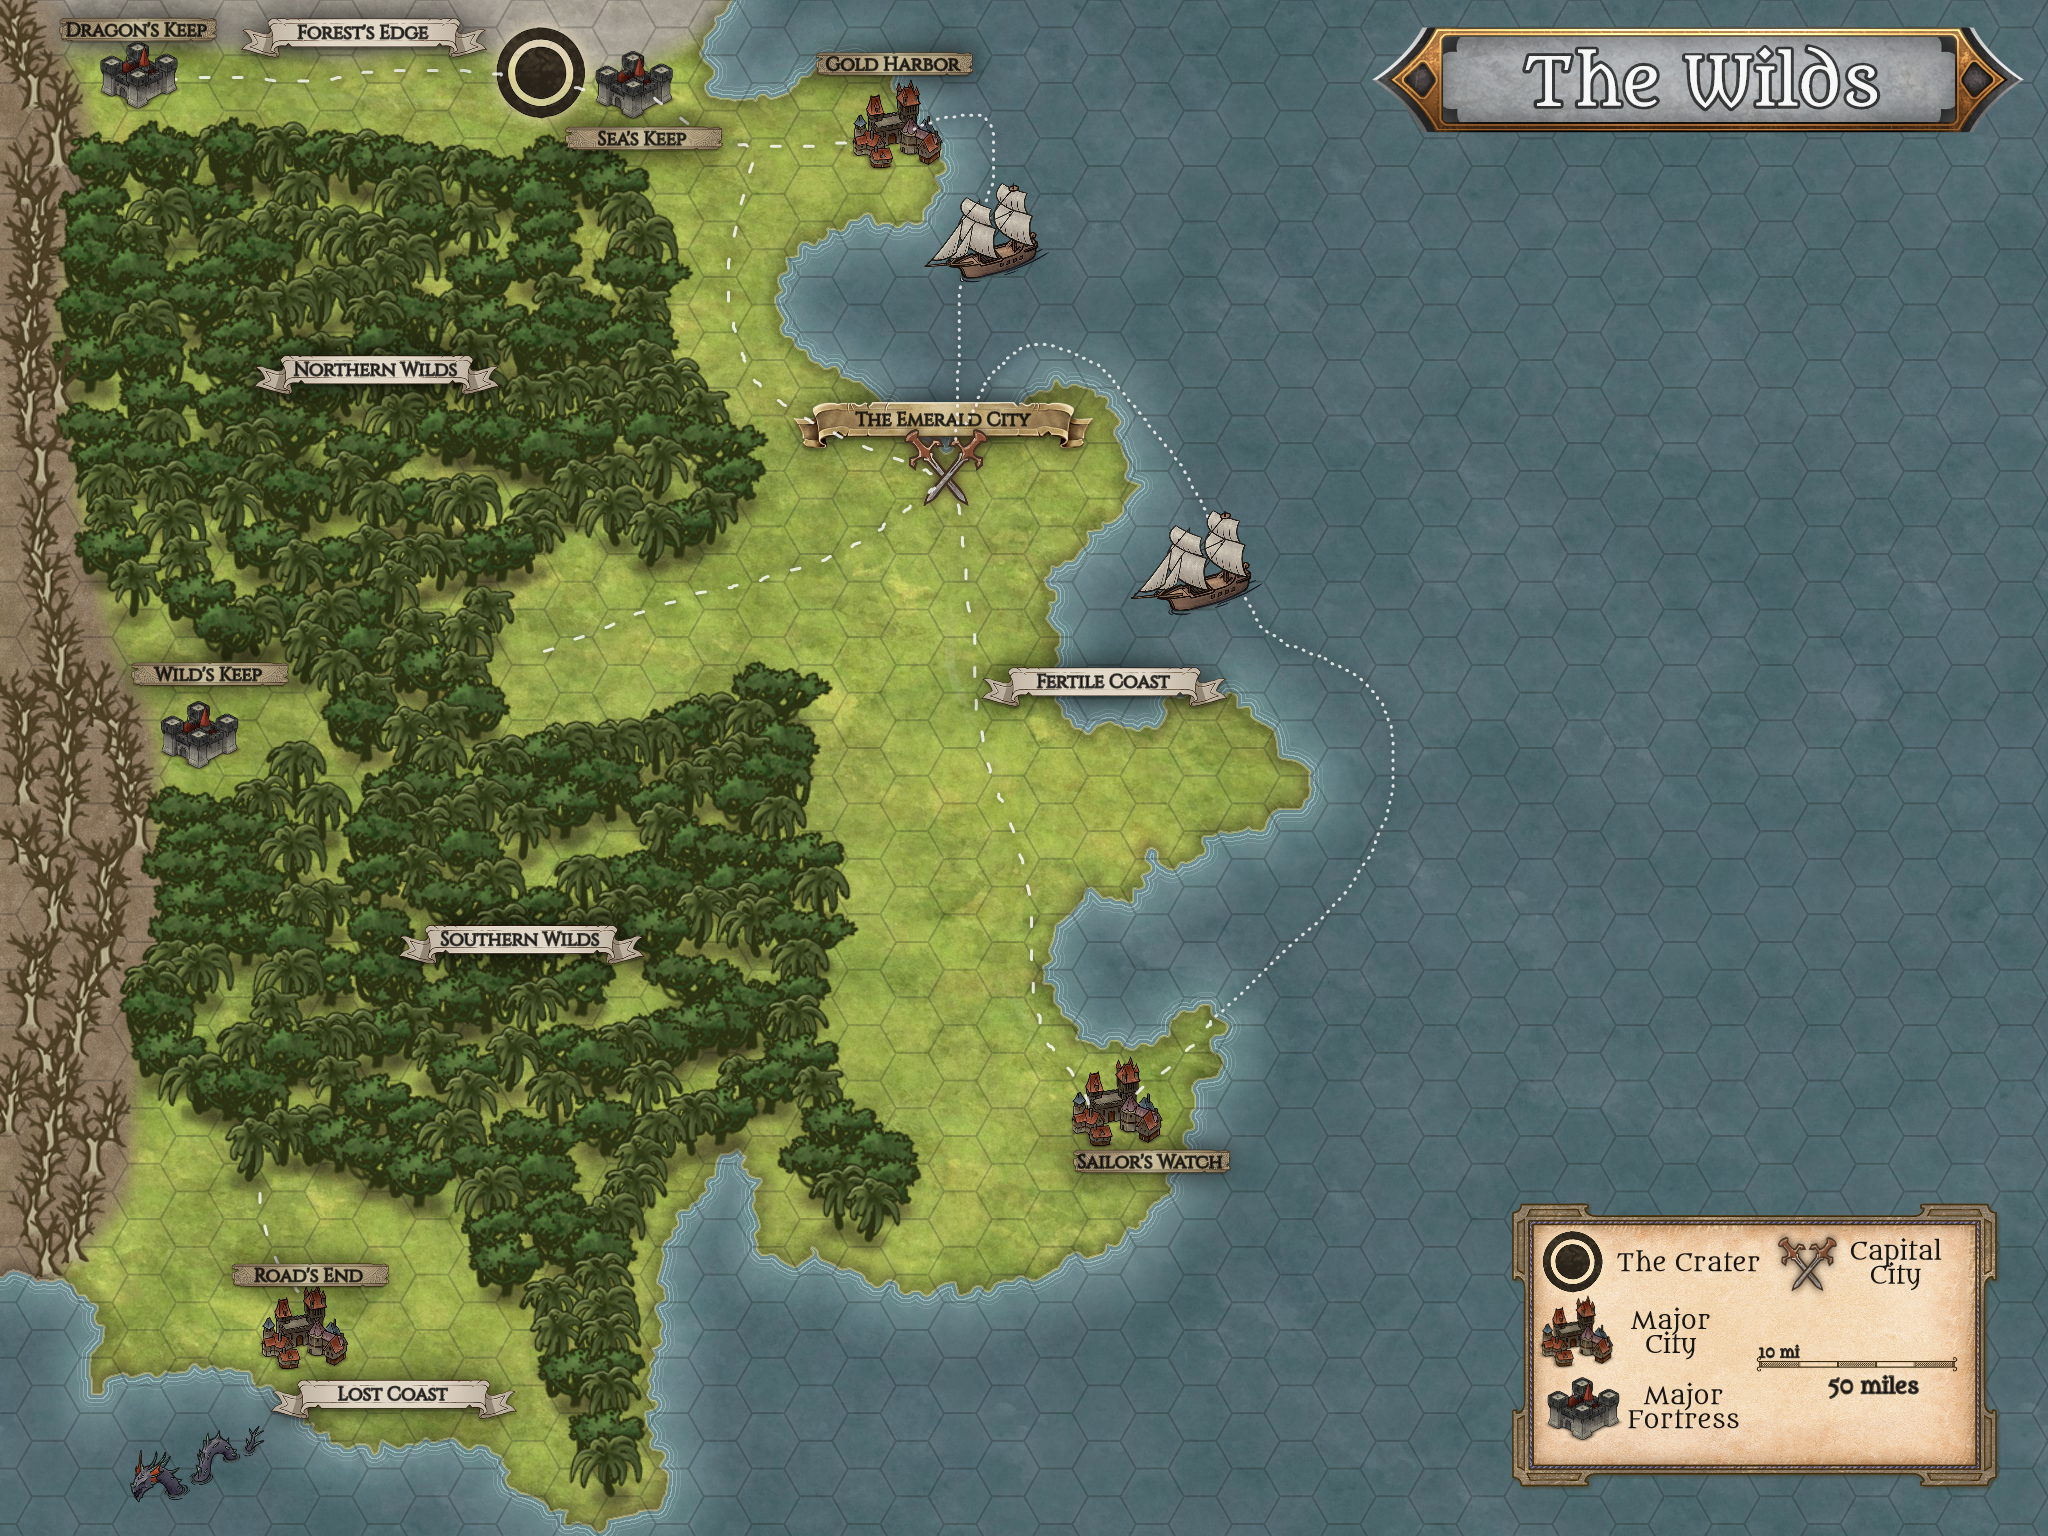 The Wilds
DRAGON'S KEEP
FOREST'S EDGE
GOLD HARBOR
SEA'S KEEP
NORTHERN WILDS
THE EMERALD CITY
WILD'S KEEP
FERTILE COAST
SOUTHERN WILDS
SAILOR'S WATCH
ROAD'S END
LOST COAST
The Crater
Capital
City
Major
City
10 mi
50 miles
Major
Fortress